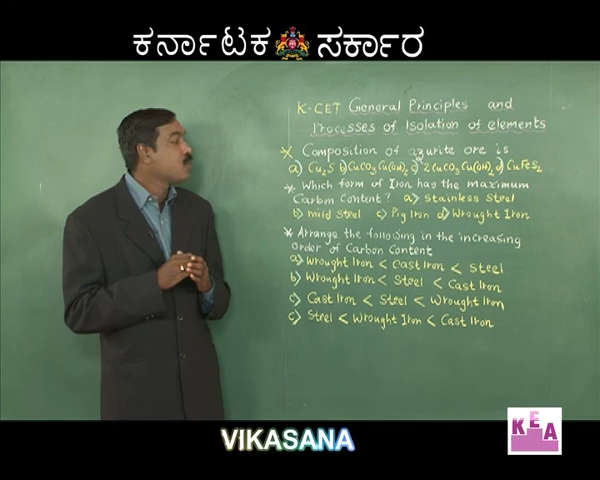 ಕರ್ನಾಟಕ ಸರ್ಕಾರ
K-CET General Principles and
Processes of Isolation of elements
* Composition of azurite ore is
a) Cu2S b) CuCO3 Cu(OH)2 c) 2CuCO3 Cu(OH)2 d) CuFeS2
* Which form of Iron has the maximum
Carbon Content? a) Stainless Steel
b) mild Steel c) Pig Iron d) Wrought Iron
* Arrange the following in the increasing
Order of Carbon Content
a) Wrought Iron < Cast Iron < Steel
b) Wrought Iron < Steel < Cast Iron
c) Cast Iron < Steel < Wrought Iron
c) Steel < Wrought Iron < Cast Iron
VIKASANA
KEA